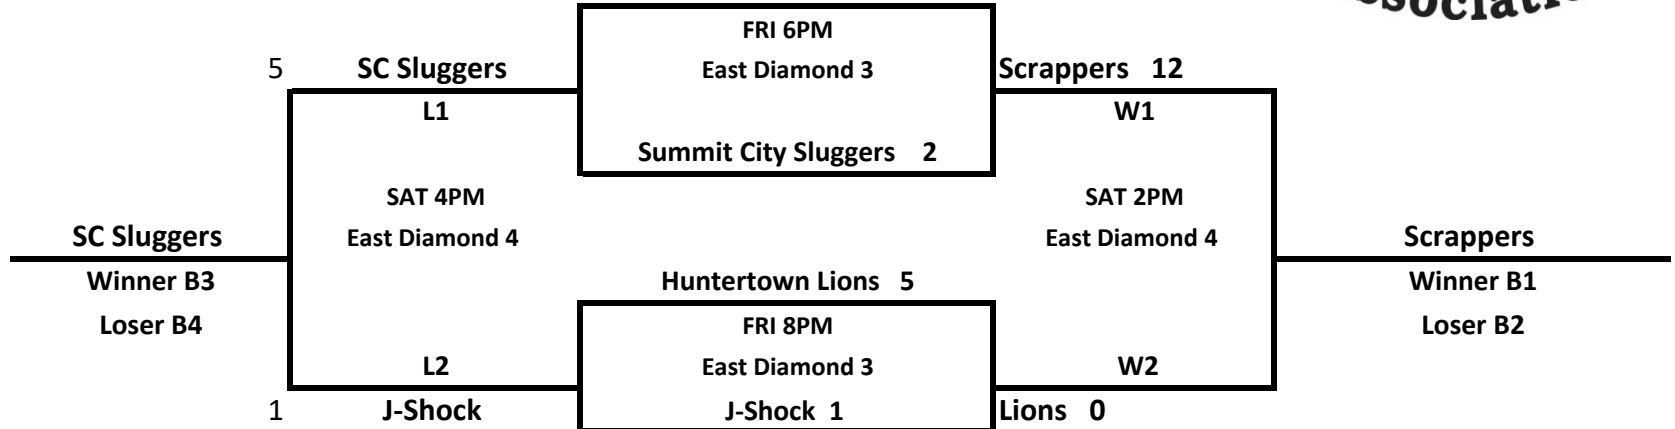 ssociati
FRI 6PM
5 SC Sluggers East Diamond 3 Scrappers 12
L1 W1
Summit City Sluggers 2
SAT 4PM SAT 2PM
SC Sluggers East Diamond 4 East Diamond 4 Scrappers
Winner B3 Huntertown Lions 5 Winner B1
Loser B4 FRI 8PM Loser B2
L2 East Diamond 3 W2
1 J-Shock J-Shock 1 Lions 0